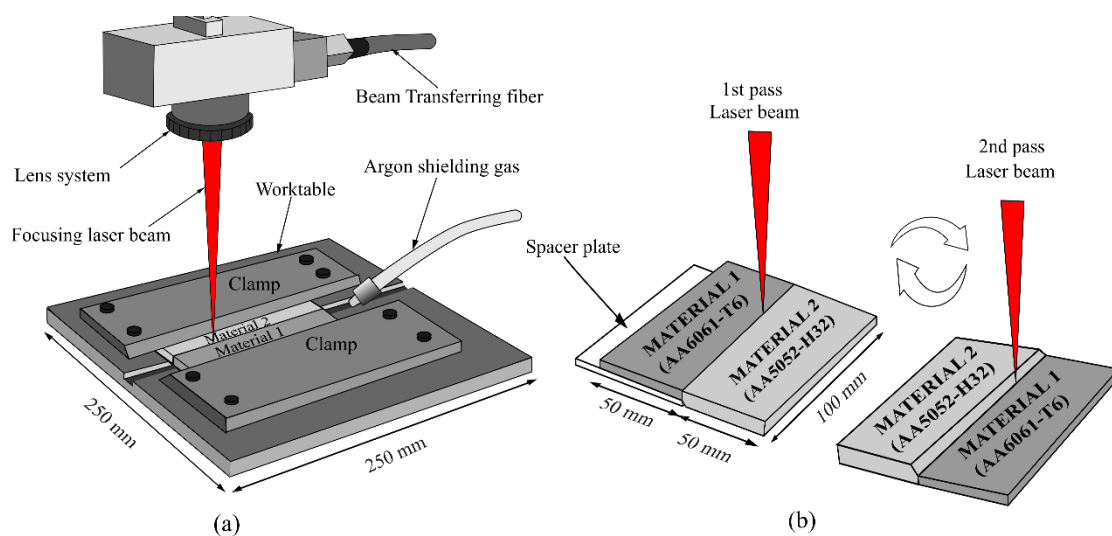 Beam Transferring fiber
Lens system
Argon shielding gas
Worktable
Focusing laser beam
Clamp
Material 2
Material 1
Clamp
250 mm
250 mm
(a)
1st pass
Laser beam
2nd pass
Laser beam
Spacer plate
MATERIAL 1
(AA6061-T6)
MATERIAL 2
(AA5052-H32)
50 mm
50 mm
100 mm
MATERIAL 2
(AA5052-H32)
MATERIAL 1
(AA6061-T6)
(b)